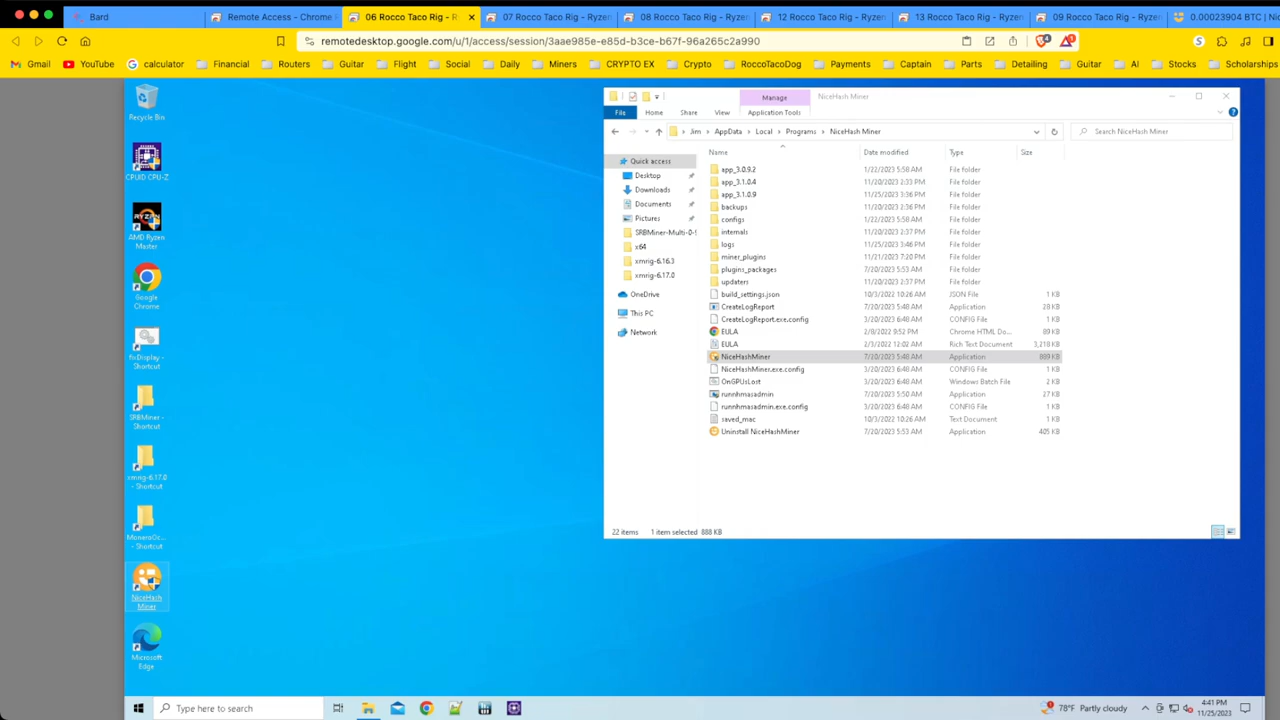 Bard
Remote Access - Chrome R
06 Rocco Taco Rig - R
07 Rocco Taco Rig - Ryzen
08 Rocco Taco Rig - Ryzen
12 Rocco Taco Rig - Ryzen
13 Rocco Taco Rig - Ryzen
09 Rocco Taco Rig - Ryzen
0.00023904 BTC | Nic
remotedesktop.google.com/u/1/access/session/3aae985e-e85d-b3ce-b67f-96a265c2a990
Gmail
YouTube
calculator
Financial
Routers
Guitar
Flight
Social
Daily
Miners
CRYPTO EX
Crypto
RoccoTacoDog
Payments
Captain
Parts
Detailing
Guitar
AI
Stocks
Scholarships
Recycle Bin
CPUID CPU-Z
AMD Ryzen
Master
Google
Chrome
fixDisplay -
Shortcut
SRBMiner -
Shortcut
xmrig-6.17.0
- Shortcut
MoneroOc...
- Shortcut
NiceHash
Miner
Microsoft
Edge
Manage
NiceHash Miner
File
Home
Share
View
Application Tools
Jim
AppData
Local
Programs
NiceHash Miner
Search NiceHash Miner
Quick access
Desktop
Downloads
Documents
Pictures
SRBMiner-Multi-0-9
x64
xmrig-6.16.3
xmrig-6.17.0
OneDrive
This PC
Network
Name Date modified Type Size
app_3.0.9.2 1/22/2023 5:58 AM File folder
app_3.1.0.4 11/20/2023 2:33 PM File folder
app_3.1.0.9 11/25/2023 3:36 PM File folder
backups 11/20/2023 2:36 PM File folder
configs 1/22/2023 5:58 AM File folder
internals 11/20/2023 2:37 PM File folder
logs 11/25/2023 3:46 PM File folder
miner_plugins 11/21/2023 7:20 PM File folder
plugins_packages 7/20/2023 5:53 AM File folder
updaters 11/20/2023 2:37 PM File folder
build_settings.json 10/3/2022 10:26 AM JSON File 1 KB
CreateLogReport 7/20/2023 5:48 AM Application 28 KB
CreateLogReport.exe.config 3/20/2023 6:48 AM CONFIG File 1 KB
EULA 2/8/2022 9:52 PM Chrome HTML Do... 89 KB
EULA 2/3/2022 12:02 AM Rich Text Document 3,218 KB
NiceHashMiner 7/20/2023 5:48 AM Application 889 KB
NiceHashMiner.exe.config 3/20/2023 6:48 AM CONFIG File 1 KB
OnGPUsLost 3/20/2023 6:48 AM Windows Batch File 2 KB
runnhmasadmin 7/20/2023 5:50 AM Application 27 KB
runnhmasadmin.exe.config 3/20/2023 6:48 AM CONFIG File 1 KB
saved_mac 10/3/2022 10:26 AM Text Document 1 KB
Uninstall NiceHashMiner 7/20/2023 5:53 AM Application 405 KB
22 items
1 item selected 888 KB
Type here to search
78°F Partly cloudy
4:41 PM
11/25/2023